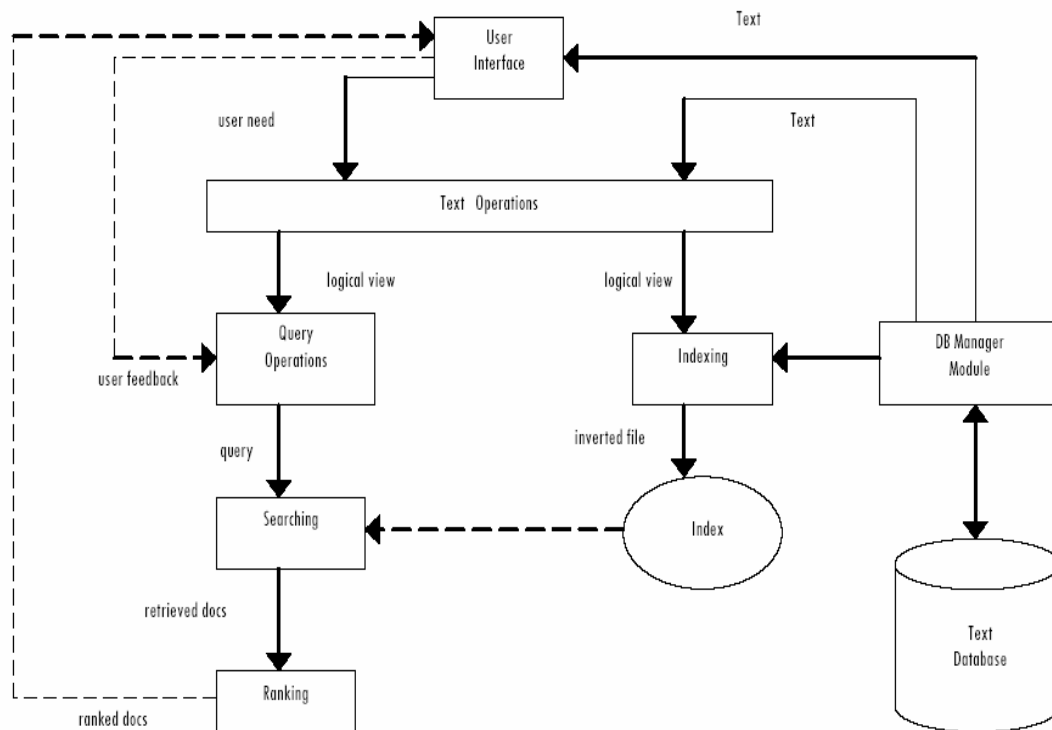 Text
User
Interface
user need
Text
Text Operations
logical view
logical view
Query
Operations
Indexing
DB Manager
Module
user feedback
query
inverted file
Searching
Index
retrieved docs
Text
Database
Ranking
ranked docs